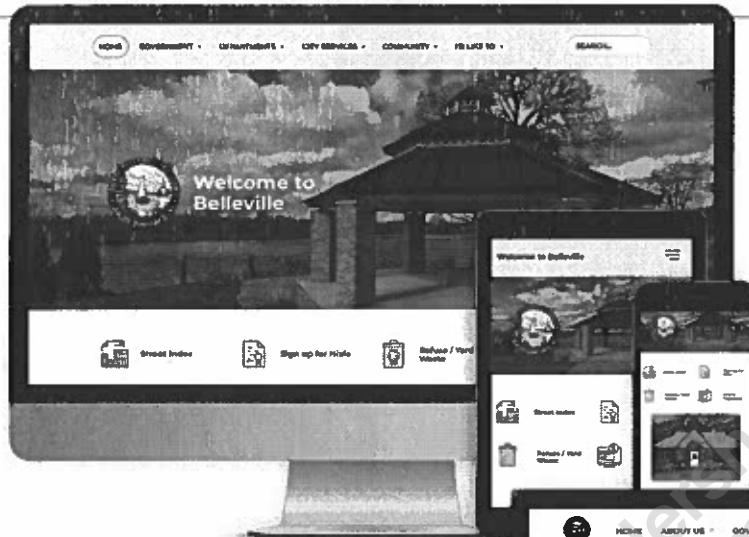 HOME GOVERNMENT DEPARTMENTS CITY SERVICES COMMUNITY I'D LIKE TO SEARCH...
Welcome to
Belleville
Street Index
Sign up for Nixle
Refuse / Yard
Waste
Welcome to Belleville
Street Index
Refuse / Yard
Waste
HOME ABOUT US GOV